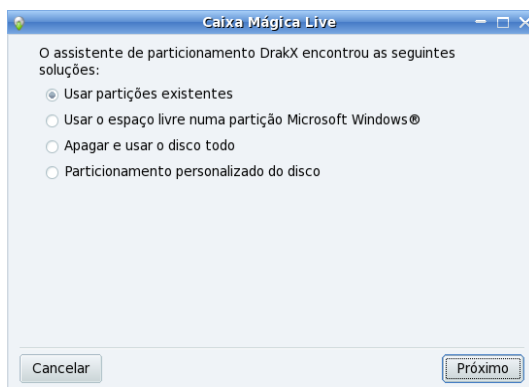 Caixa Mágica Live
O assistente de particionamento DrakX encontrou as seguintes
soluções:
Usar partições existentes
Usar o espaço livre numa partição Microsoft Windows®
Apagar e usar o disco todo
Particionamento personalizado do disco
Cancelar
Próximo